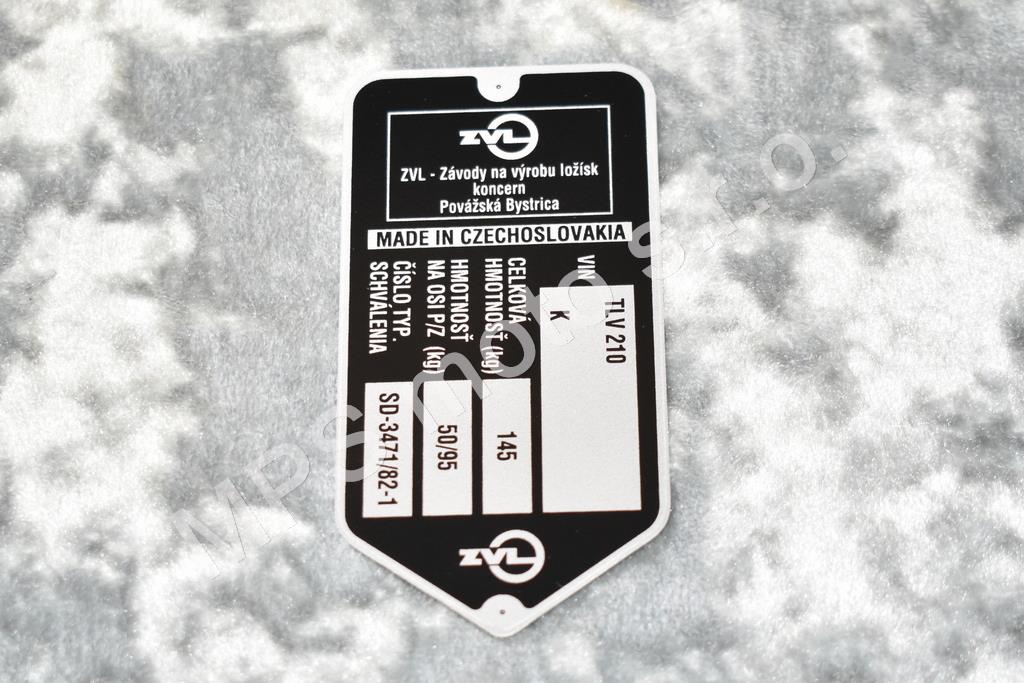 ZVL
ZVL - Závody na výrobu ložísk
koncern
Povážská Bystrica
MADE IN CZECHOSLOVAKIA
VIN
TLV 210
K
CELKOVÁ
HMOTNOSŤ (kg)
145
HMOTNOSŤ
NA OSI P/Z (kg)
50/95
ČÍSLO TYP.
SCHVÁLENIA
SD-3471/82-1
ZVL
MPS moto s.r.o.